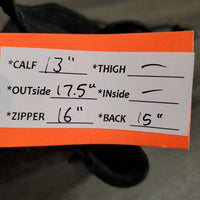 *CALF 13" *THIGH —
*OUTside 17.5" *INside —
*ZIPPER 16" *BACK 15"